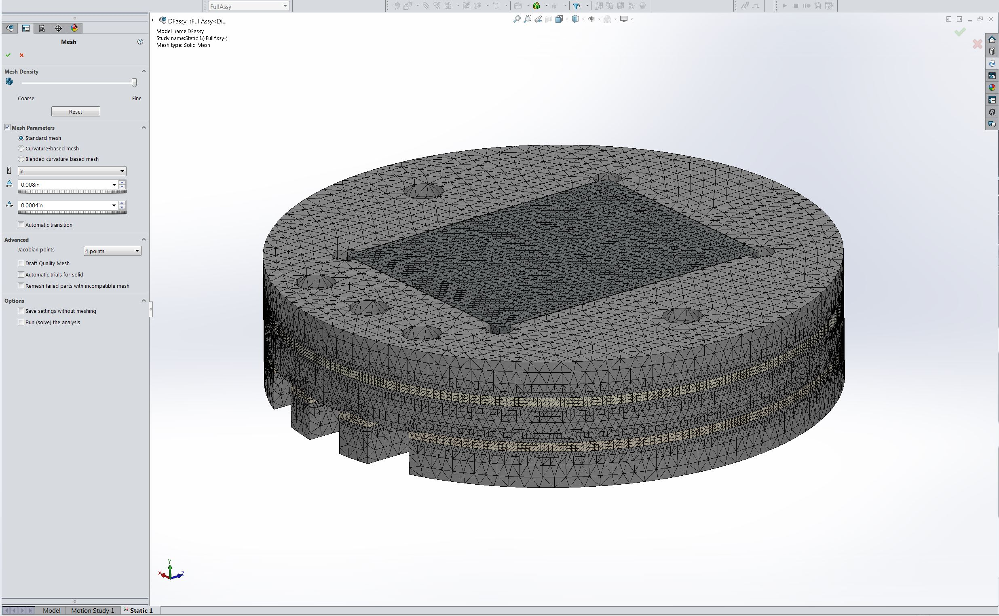 FullAssy
DFassy (FullAssy<Di...
Model name:DFassy
Study name:Static 1(-FullAssy-)
Mesh type: Solid Mesh
Mesh
Mesh Density
Coarse
Fine
Reset
Mesh Parameters
Standard mesh
Curvature-based mesh
Blended curvature-based mesh
in
0.008in
0.0004in
Automatic transition
Advanced
Jacobian points
4 points
Draft Quality Mesh
Automatic trials for solid
Remesh failed parts with incompatible mesh
Options
Save settings without meshing
Run (solve) the analysis
Y
X
Z
Model
Motion Study 1
Static 1